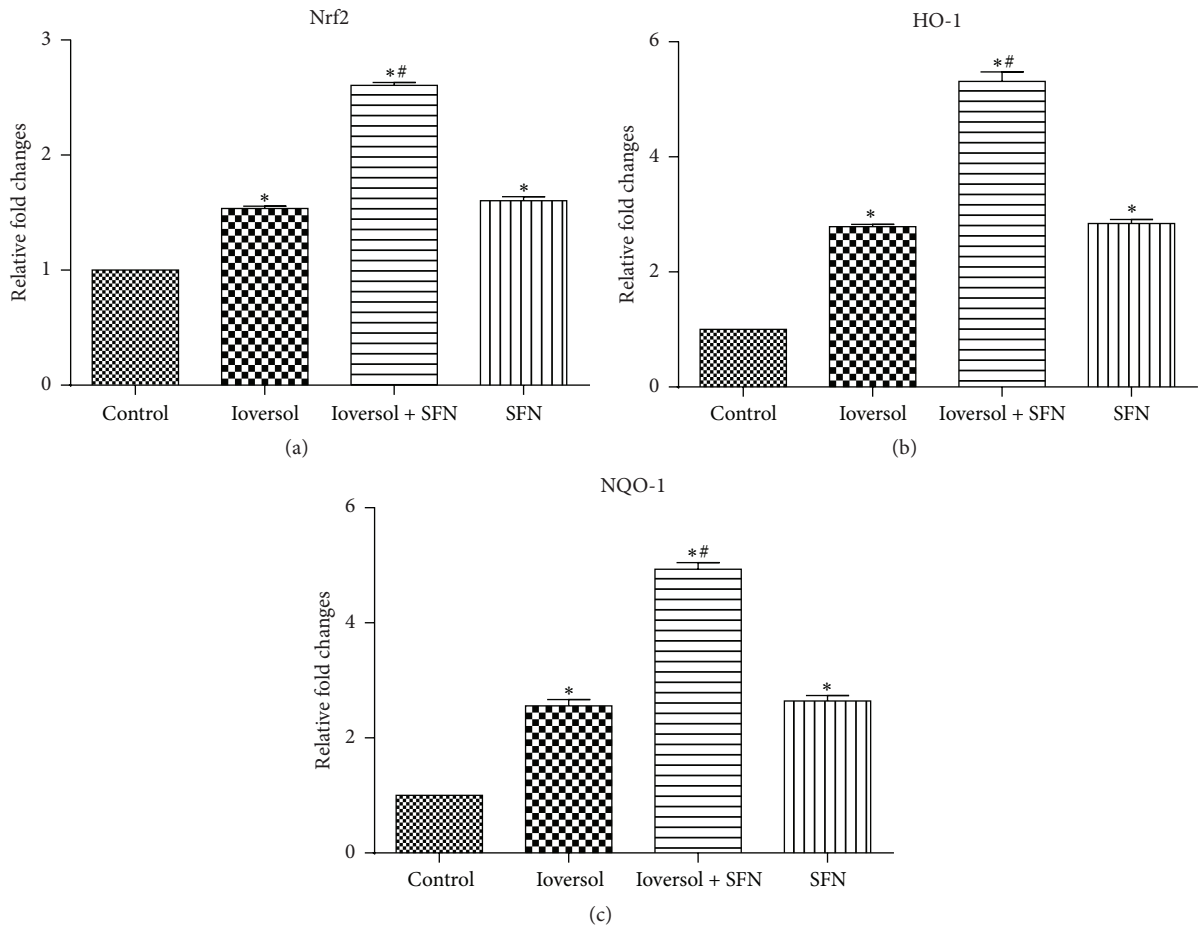 Nrf2
3
2
1
0
Relative fold changes
*
*#
*
Control Ioversol Ioversol + SFN SFN
(a)
HO-1
6
4
2
0
Relative fold changes
*
*#
*
Control Ioversol Ioversol + SFN SFN
(b)
NQO-1
6
4
2
0
Relative fold changes
*
*#
*
Control Ioversol Ioversol + SFN SFN
(c)